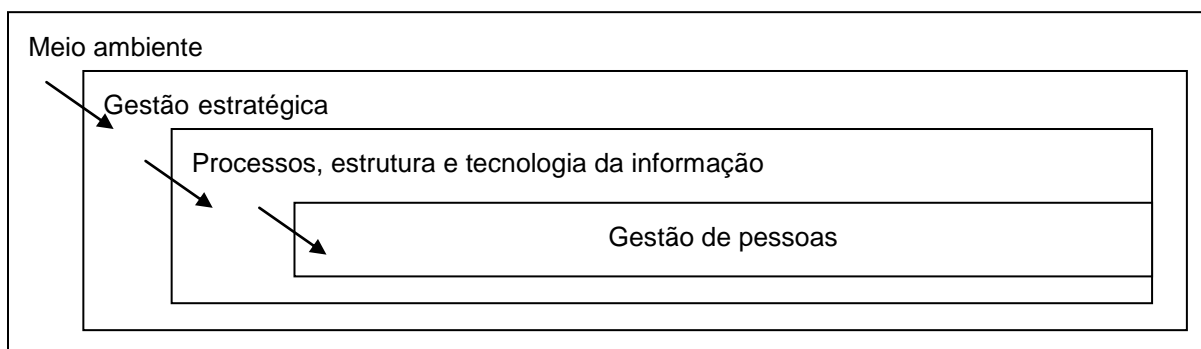 Meio ambiente
Gestão estratégica
Processos, estrutura e tecnologia da informação
Gestão de pessoas